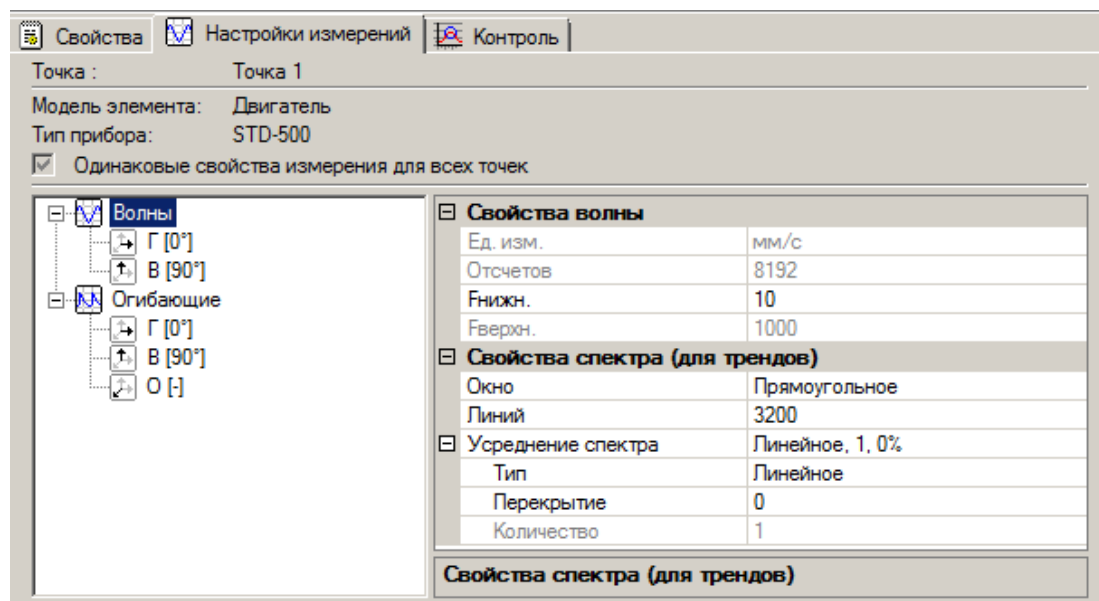 Свойства Настройки измерений Контроль
Точка : Точка 1
Модель элемента: Двигатель
Тип прибора: STD-500
Одинаковые свойства измерения для всех точек
Волны
Г [0°]
В [90°]
Огибающие
Г [0°]
В [90°]
О [-]
Свойства волны
Ед. изм. мм/с
Отсчетов 8192
Fнижн. 10
Fверхн. 1000
Свойства спектра (для трендов)
Окно Прямоугольное
Линий 3200
Усреднение спектра Линейное, 1, 0%
Тип Линейное
Перекрытие 0
Количество 1
Свойства спектра (для трендов)